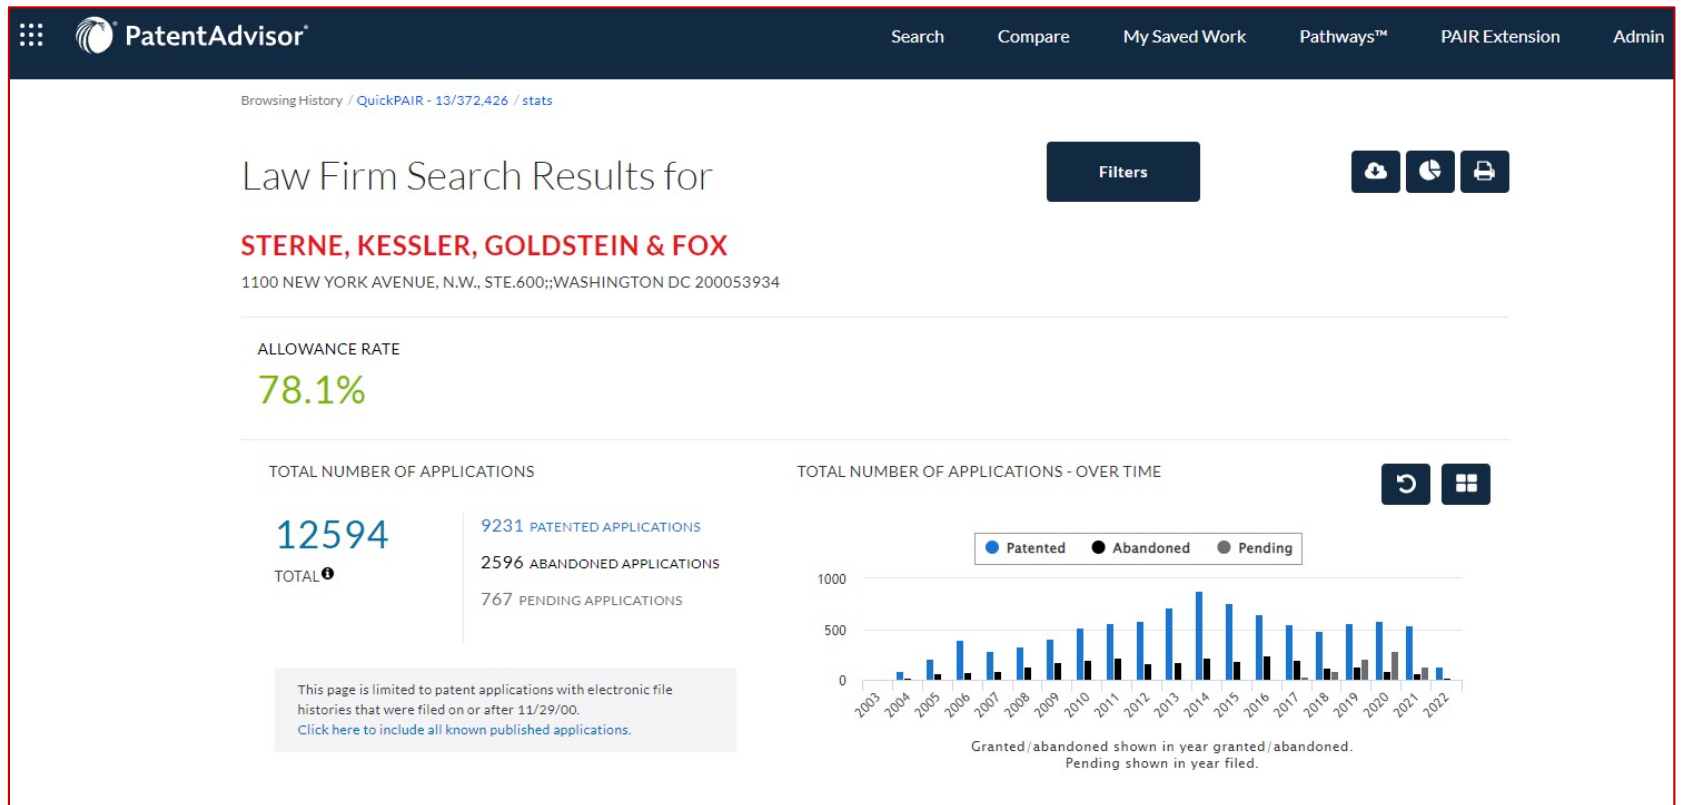 PatentAdvisor
Search Compare My Saved Work Pathways™ PAIR Extension Admin
Browsing History / QuickPAIR - 13/372,426 / stats
Law Firm Search Results for
Filters
STERNE, KESSLER, GOLDSTEIN & FOX
1100 NEW YORK AVENUE, N.W., STE.600;;WASHINGTON DC 200053934
ALLOWANCE RATE
78.1%
TOTAL NUMBER OF APPLICATIONS
12594
TOTAL
9231 PATENTED APPLICATIONS
2596 ABANDONED APPLICATIONS
767 PENDING APPLICATIONS
This page is limited to patent applications with electronic file
histories that were filed on or after 11/29/00.
Click here to include all known published applications.
TOTAL NUMBER OF APPLICATIONS - OVER TIME
Patented Abandoned Pending
1000
500
0
2003 2004 2005 2006 2007 2008 2009 2010 2011 2012 2013 2014 2015 2016 2017 2018 2019 2020 2021 2022
Granted/abandoned shown in year granted/abandoned.
Pending shown in year filed.